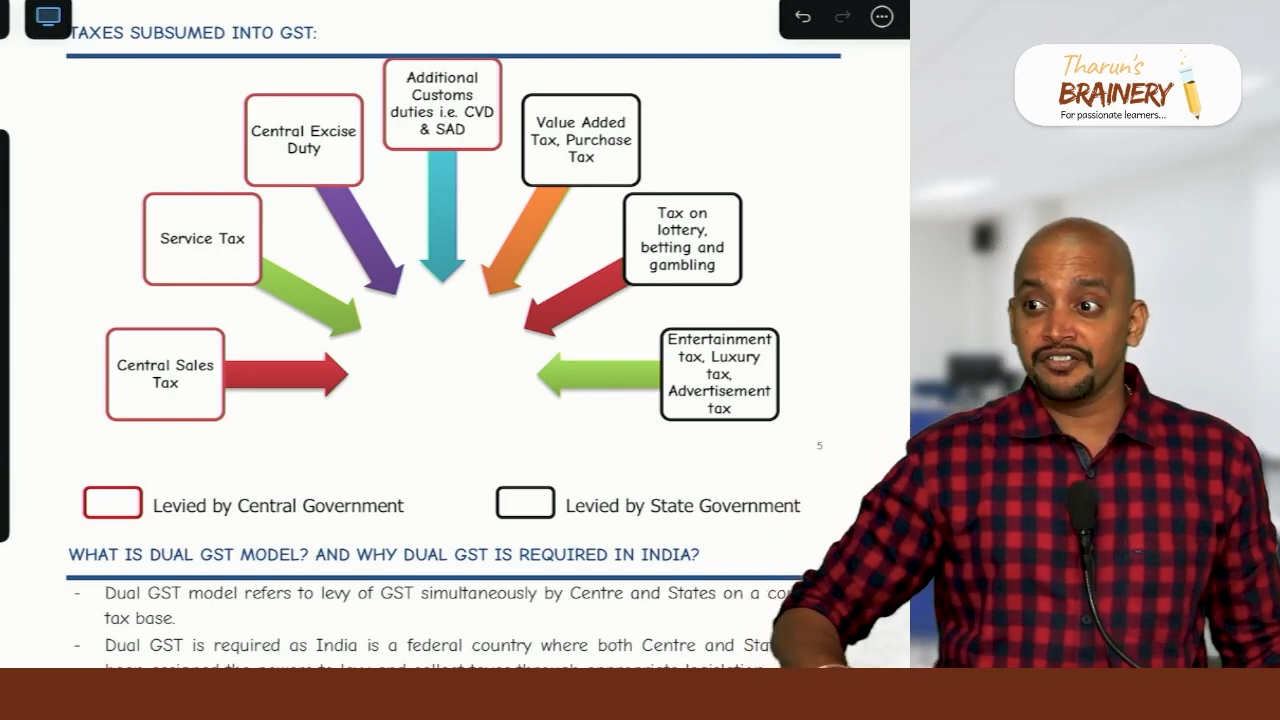 TAXES SUBSUMED INTO GST:
Additional
Customs
duties i.e. CVD
& SAD
Central Excise
Duty
Value Added
Tax, Purchase
Tax
Service Tax
Tax on
lottery,
betting and
gambling
Central Sales
Tax
Entertainment
tax, Luxury
tax,
Advertisement
tax
5
Levied by Central Government
Levied by State Government
WHAT IS DUAL GST MODEL? AND WHY DUAL GST IS REQUIRED IN INDIA?
- Dual GST model refers to levy of GST simultaneously by Centre and States on a
tax base.
- Dual GST is required as India is a federal country where both Centre and
Tharun's
BRAINERY
For passionate learners...